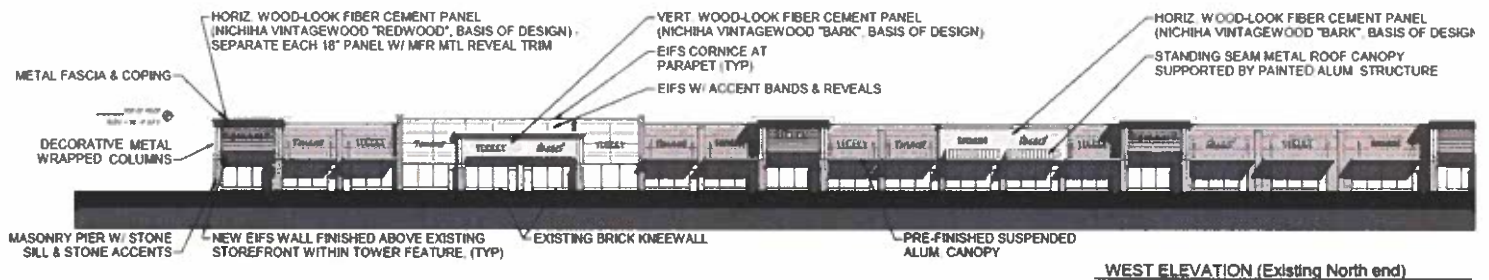 HORIZ. WOOD-LOOK FIBER CEMENT PANEL
(NICHIHA VINTAGEWOOD "REDWOOD", BASIS OF DESIGN)
SEPARATE EACH 18" PANEL W/ MFR MTL REVEAL TRIM
METAL FASCIA & COPING
DECORATIVE METAL
WRAPPED COLUMNS
VERT. WOOD-LOOK FIBER CEMENT PANEL
(NICHIHA VINTAGEWOOD "BARK", BASIS OF DESIGN)
EIFS CORNICE AT
PARAPET (TYP)
EIFS W/ ACCENT BANDS & REVEALS
HORIZ. WOOD-LOOK FIBER CEMENT PANEL
(NICHIHA VINTAGEWOOD "BARK", BASIS OF DESIGN
STANDING SEAM METAL ROOF CANOPY
SUPPORTED BY PAINTED ALUM. STRUCTURE
MASONRY PIER W/ STONE
SILL & STONE ACCENTS
NEW EIFS WALL FINISHED ABOVE EXISTING
STOREFRONT WITHIN TOWER FEATURE, (TYP)
EXISTING BRICK KNEEWALL
PRE-FINISHED SUSPENDED
ALUM. CANOPY
WEST ELEVATION (Existing North end)